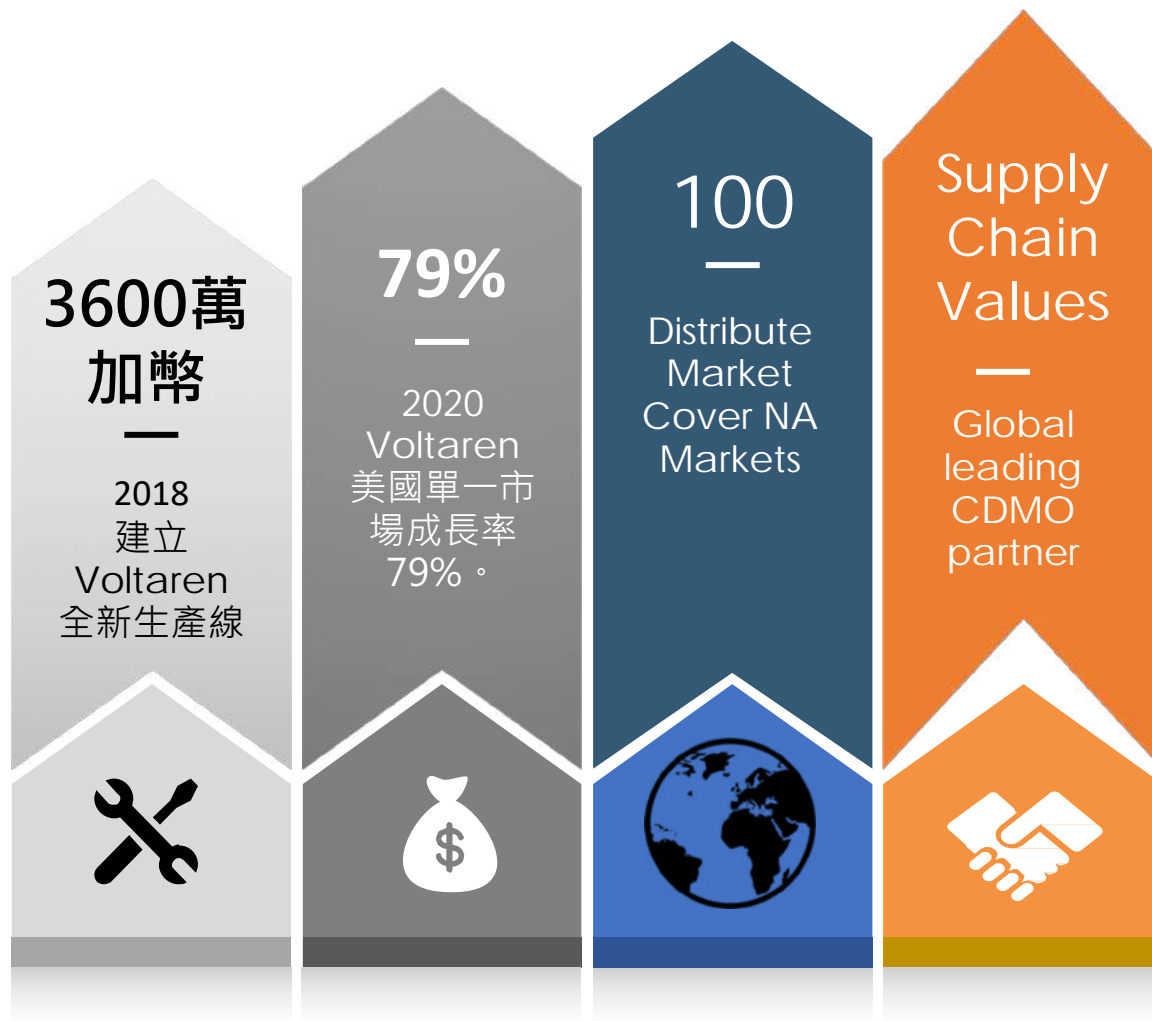 3600萬
加幣
2018
建立
Voltaren
全新生產線
79%
2020
Voltaren
美國單一市
場成長率
79%。
100
Distribute
Market
Cover NA
Markets
Supply
Chain
Values
Global
leading
CDMO
partner
$